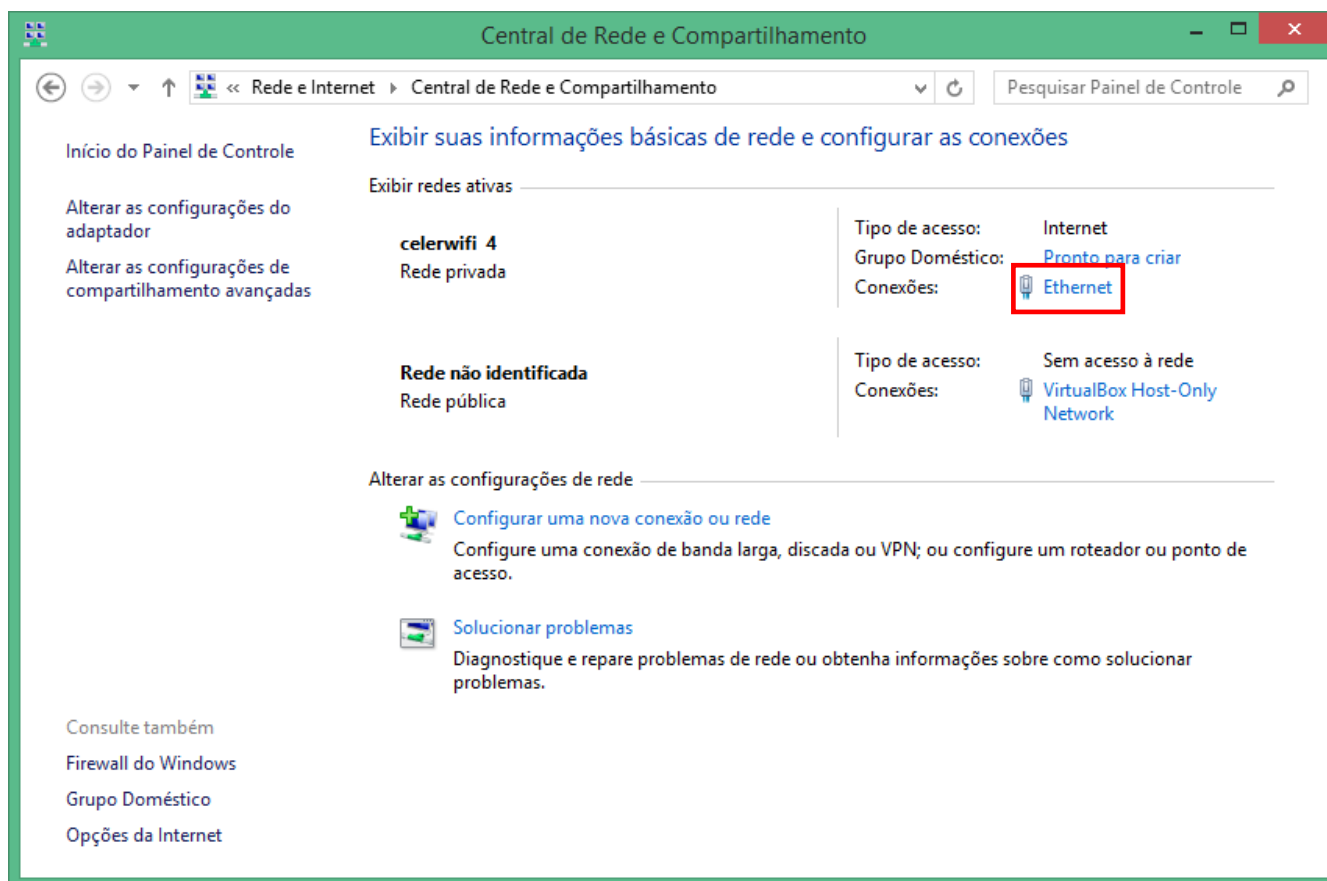 Central de Rede e Compartilhamento
« Rede e Internet Central de Rede e Compartilhamento
Pesquisar Painel de Controle
Início do Painel de Controle
Alterar as configurações do
adaptador
Alterar as configurações de
compartilhamento avançadas
Exibir suas informações básicas de rede e configurar as conexões
Exibir redes ativas
celerwifi 4
Rede privada
Tipo de acesso: Internet
Grupo Doméstico: Pronto para criar
Conexões: Ethernet
Rede não identificada
Rede pública
Tipo de acesso: Sem acesso à rede
Conexões: VirtualBox Host-Only
Network
Alterar as configurações de rede
Configurar uma nova conexão ou rede
Configure uma conexão de banda larga, discada ou VPN; ou configure um roteador ou ponto de
acesso.
Solucionar problemas
Diagnostique e repare problemas de rede ou obtenha informações sobre como solucionar
problemas.
Consulte também
Firewall do Windows
Grupo Doméstico
Opções da Internet